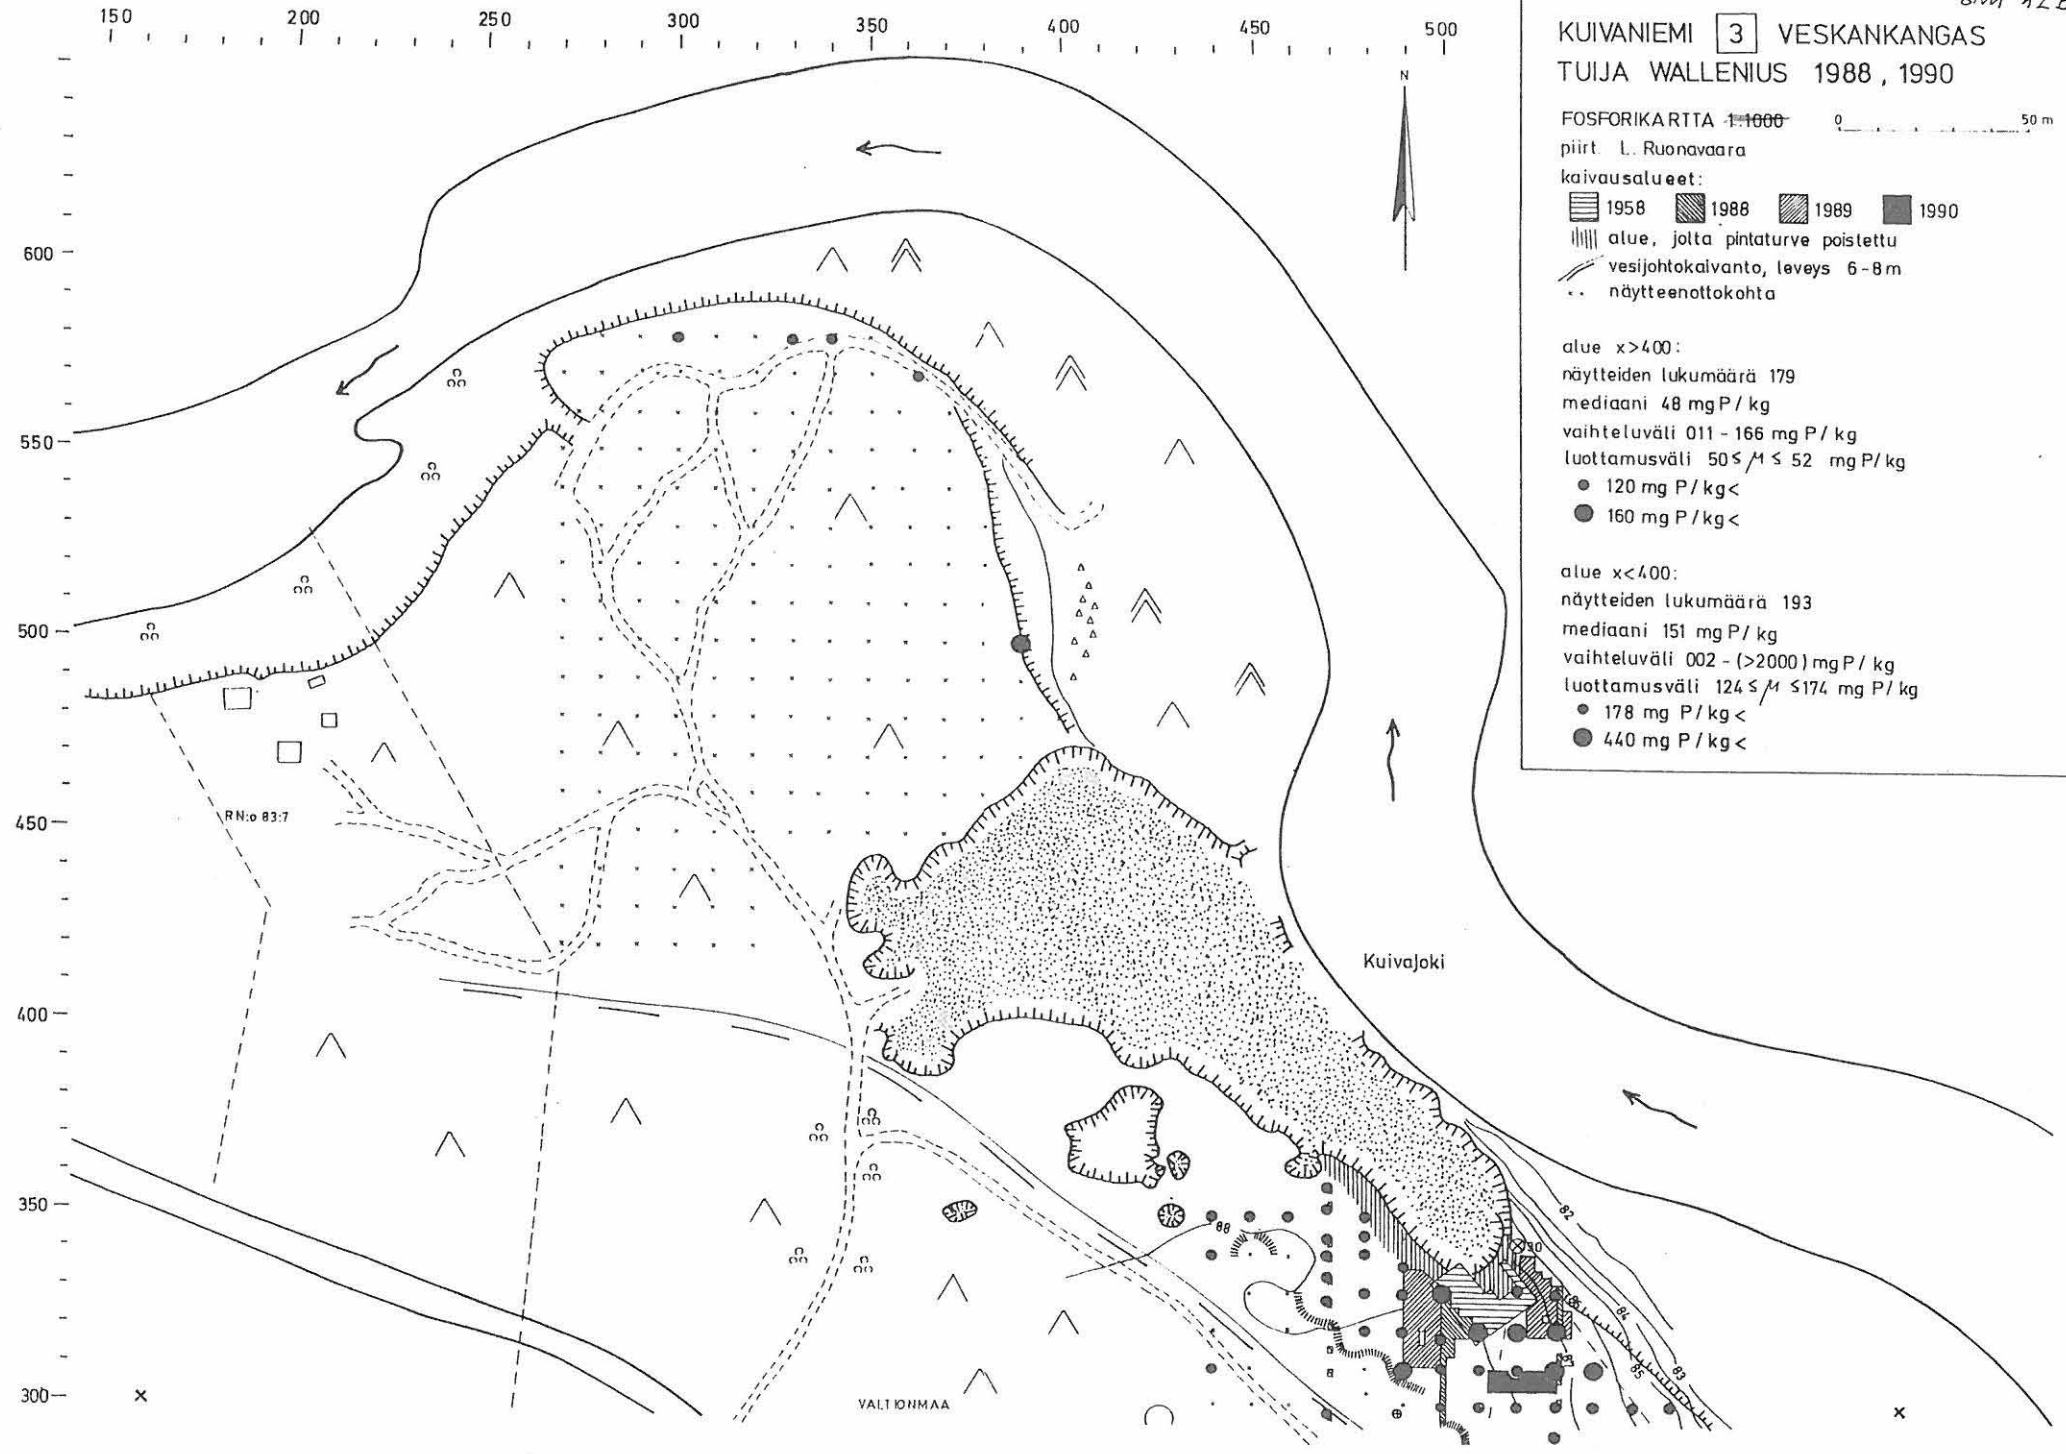 150 200 250 300 350 400 450 500
KUIVANIEMI 3 VESKANKANGAS
TUIJA WALLENIUS 1988, 1990
FOSFORIKARTTA 1:1000 0 50 m
piirt. L. Ruonavaara
kaivausalueet:
1958 1988 1989 1990
alue, jolta pintaturve poistettu
vesijohtokaivanto, leveys 6-8m
näytteenottokohta
alue x>400:
näytteiden lukumäärä 179
mediaani 48 mg P/kg
vaihteluväli 011 - 166 mg P/kg
luottamusväli 50 ≤ μ ≤ 52 mg P/kg
120 mg P/kg<
160 mg P/kg<
alue x<400:
näytteiden lukumäärä 193
mediaani 151 mg P/kg
vaihteluväli 002 - (>2000) mg P/kg
luottamusväli 124 ≤ μ ≤ 174 mg P/kg
178 mg P/kg<
440 mg P/kg<
N
600
550
500
450
400
350
300
RN:o 83:7
Kuivajoki
VALTIONMAA
88
82
84
83
85